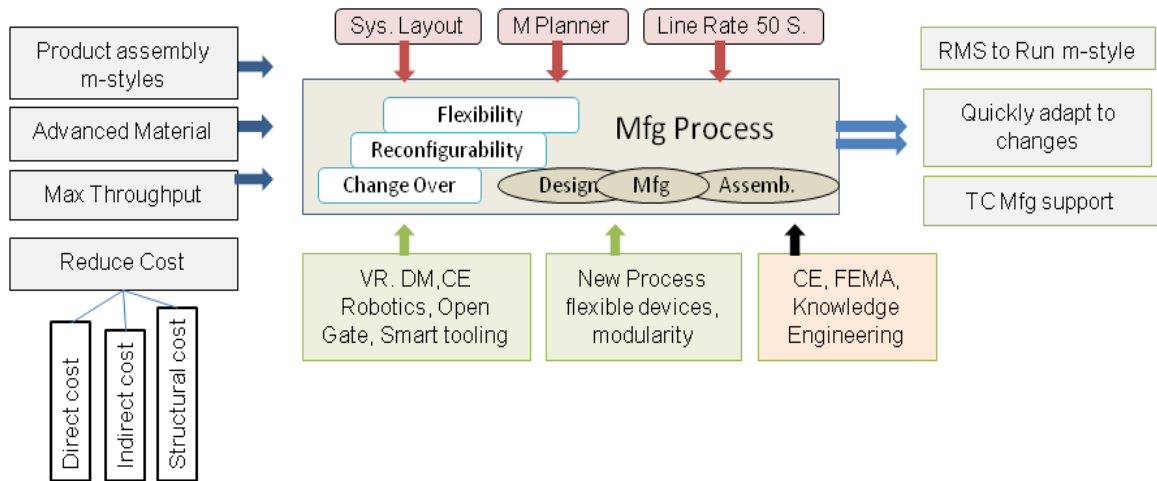 Sys. Layout
M Planner
Line Rate 50 S.
Product assembly
m-styles
Advanced Material
Max Throughput
Reduce Cost
Direct cost
Indirect cost
Structural cost
Flexibility
Reconfigurability
Change Over
Mfg Process
Design
Mfg
Assemb.
RMS to Run m-style
Quickly adapt to
changes
TC Mfg support
VR. DM,CE
Robotics, Open
Gate, Smart tooling
New Process
flexible devices,
modularity
CE, FEMA,
Knowledge
Engineering